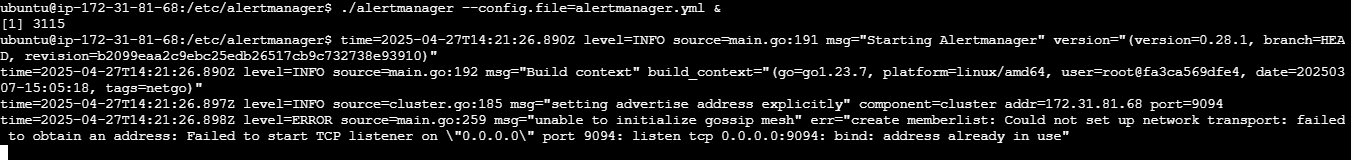 ubuntu@ip-172-31-81-68:/etc/alertmanager$ ./alertmanager --config.file=alertmanager.yml &
[1] 3115
ubuntu@ip-172-31-81-68:/etc/alertmanager$ time=2025-04-27T14:21:26.890Z level=INFO source=main.go:191 msg="Starting Alertmanager" version="(version=0.28.1, branch=HEA
D, revision=b2099eaa2c9ebc25edb26517cb9c732738e93910)"
time=2025-04-27T14:21:26.890Z level=INFO source=main.go:192 msg="Build context" build_context="(go=go1.23.7, platform=linux/amd64, user=root@fa3ca569dfe4, date=202503
07-15:05:18, tags=netgo)"
time=2025-04-27T14:21:26.897Z level=INFO source=cluster.go:185 msg="setting advertise address explicitly" component=cluster addr=172.31.81.68 port=9094
time=2025-04-27T14:21:26.898Z level=ERROR source=main.go:259 msg="unable to initialize gossip mesh" err="create memberlist: Could not set up network transport: failed
 to obtain an address: Failed to start TCP listener on \"0.0.0.0\" port 9094: listen tcp 0.0.0.0:9094: bind: address already in use"